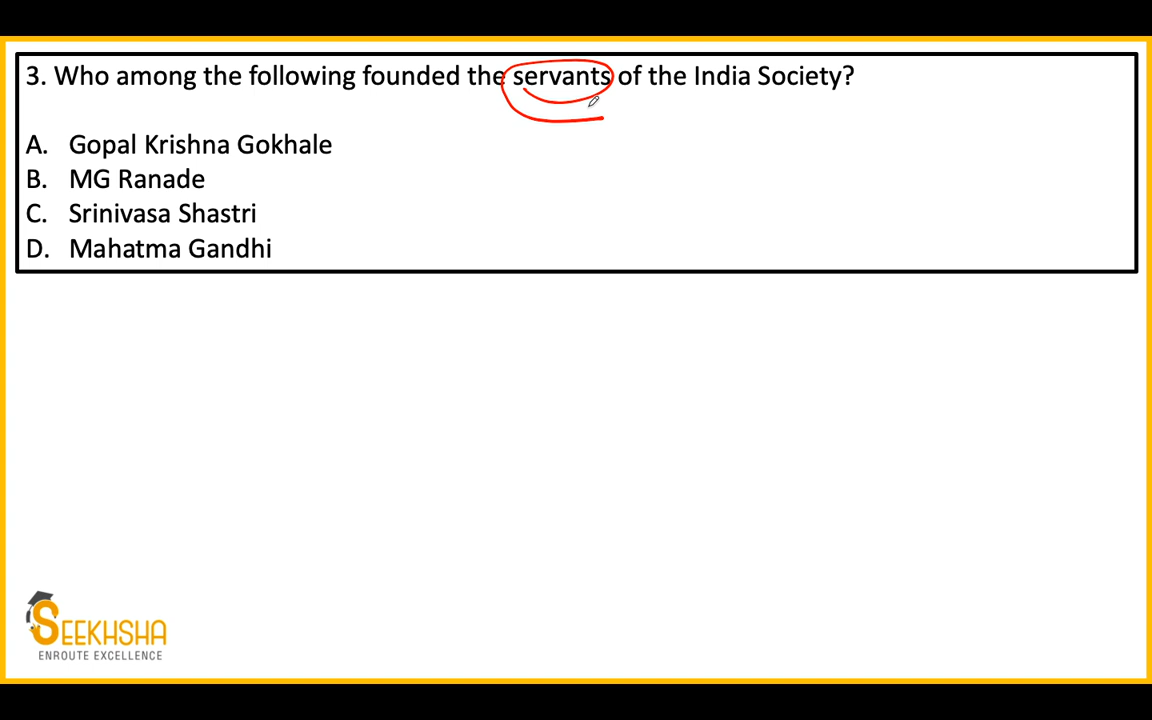 3. Who among the following founded the servants of the India Society?
A. Gopal Krishna Gokhale
B. MG Ranade
C. Srinivasa Shastri
D. Mahatma Gandhi
SEEKHSHA
ENROUTE EXCELLENCE